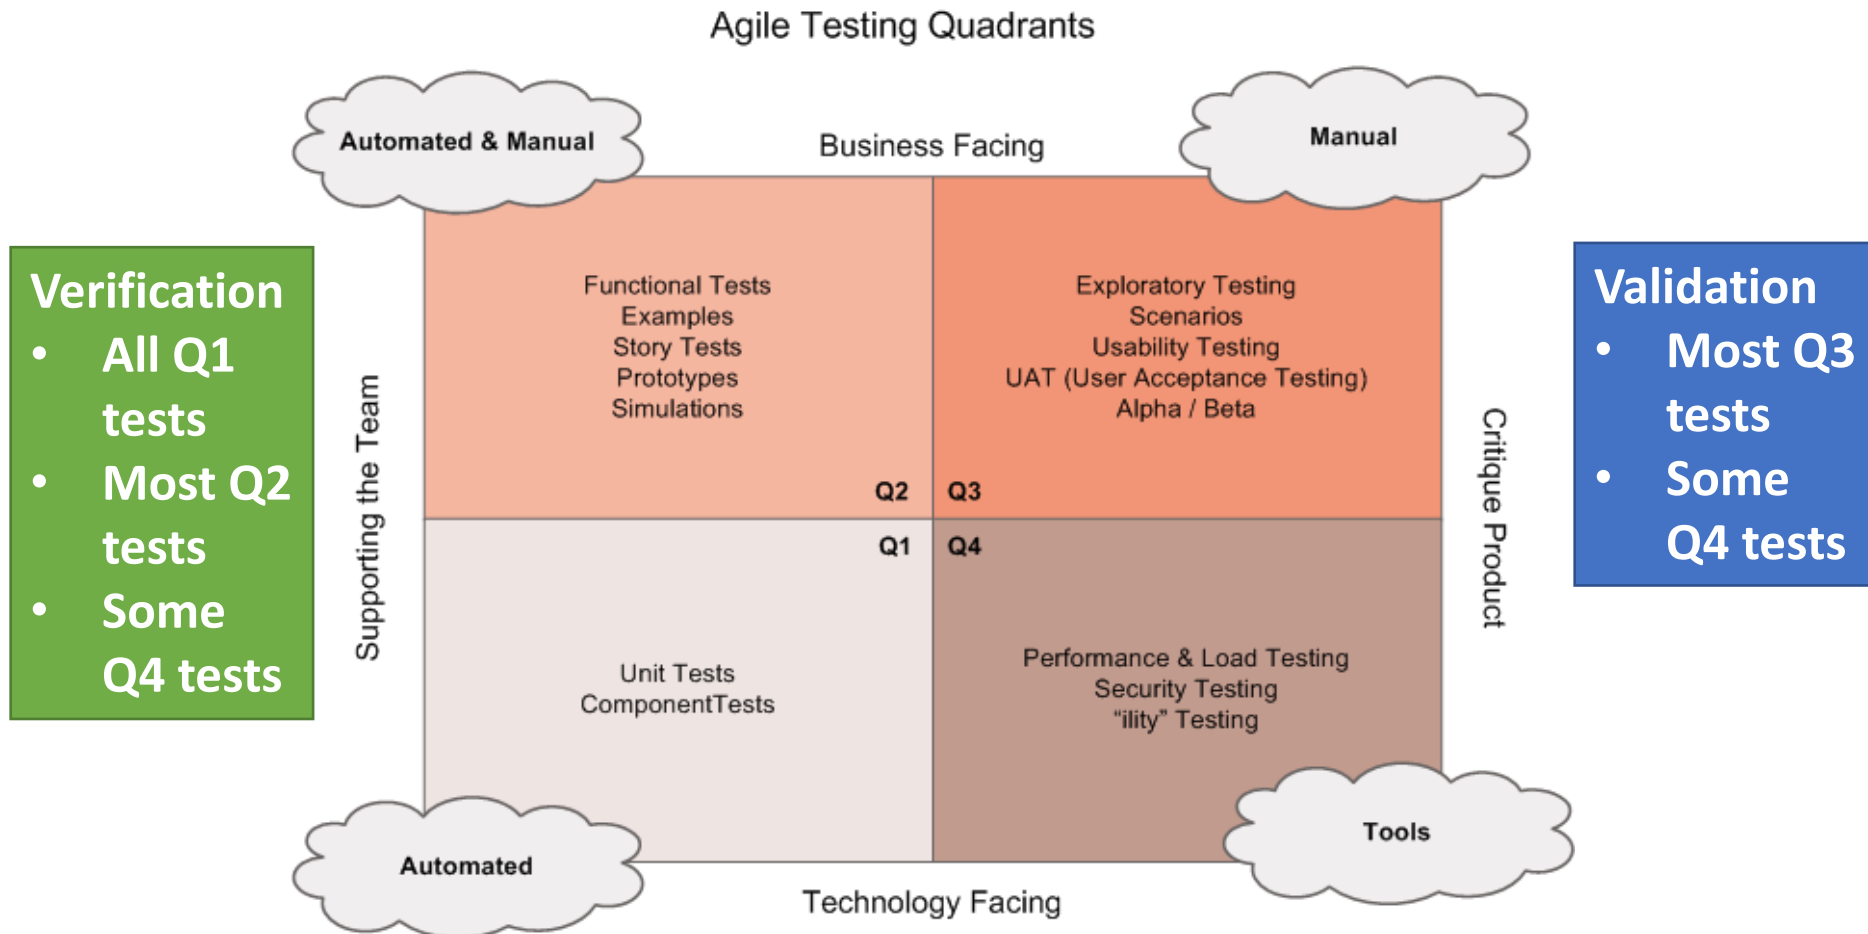 Agile Testing Quadrants
Automated & Manual
Business Facing
Manual
Verification
• All Q1
tests
• Most Q2
tests
• Some
Q4 tests
Supporting the Team
Functional Tests
Examples
Story Tests
Prototypes
Simulations
Q2
Exploratory Testing
Scenarios
Usability Testing
UAT (User Acceptance Testing)
Alpha / Beta
Q3
Q1
Unit Tests
ComponentTests
Q4
Performance & Load Testing
Security Testing
“ility” Testing
Critique Product
Validation
• Most Q3
tests
• Some
Q4 tests
Automated
Technology Facing
Tools